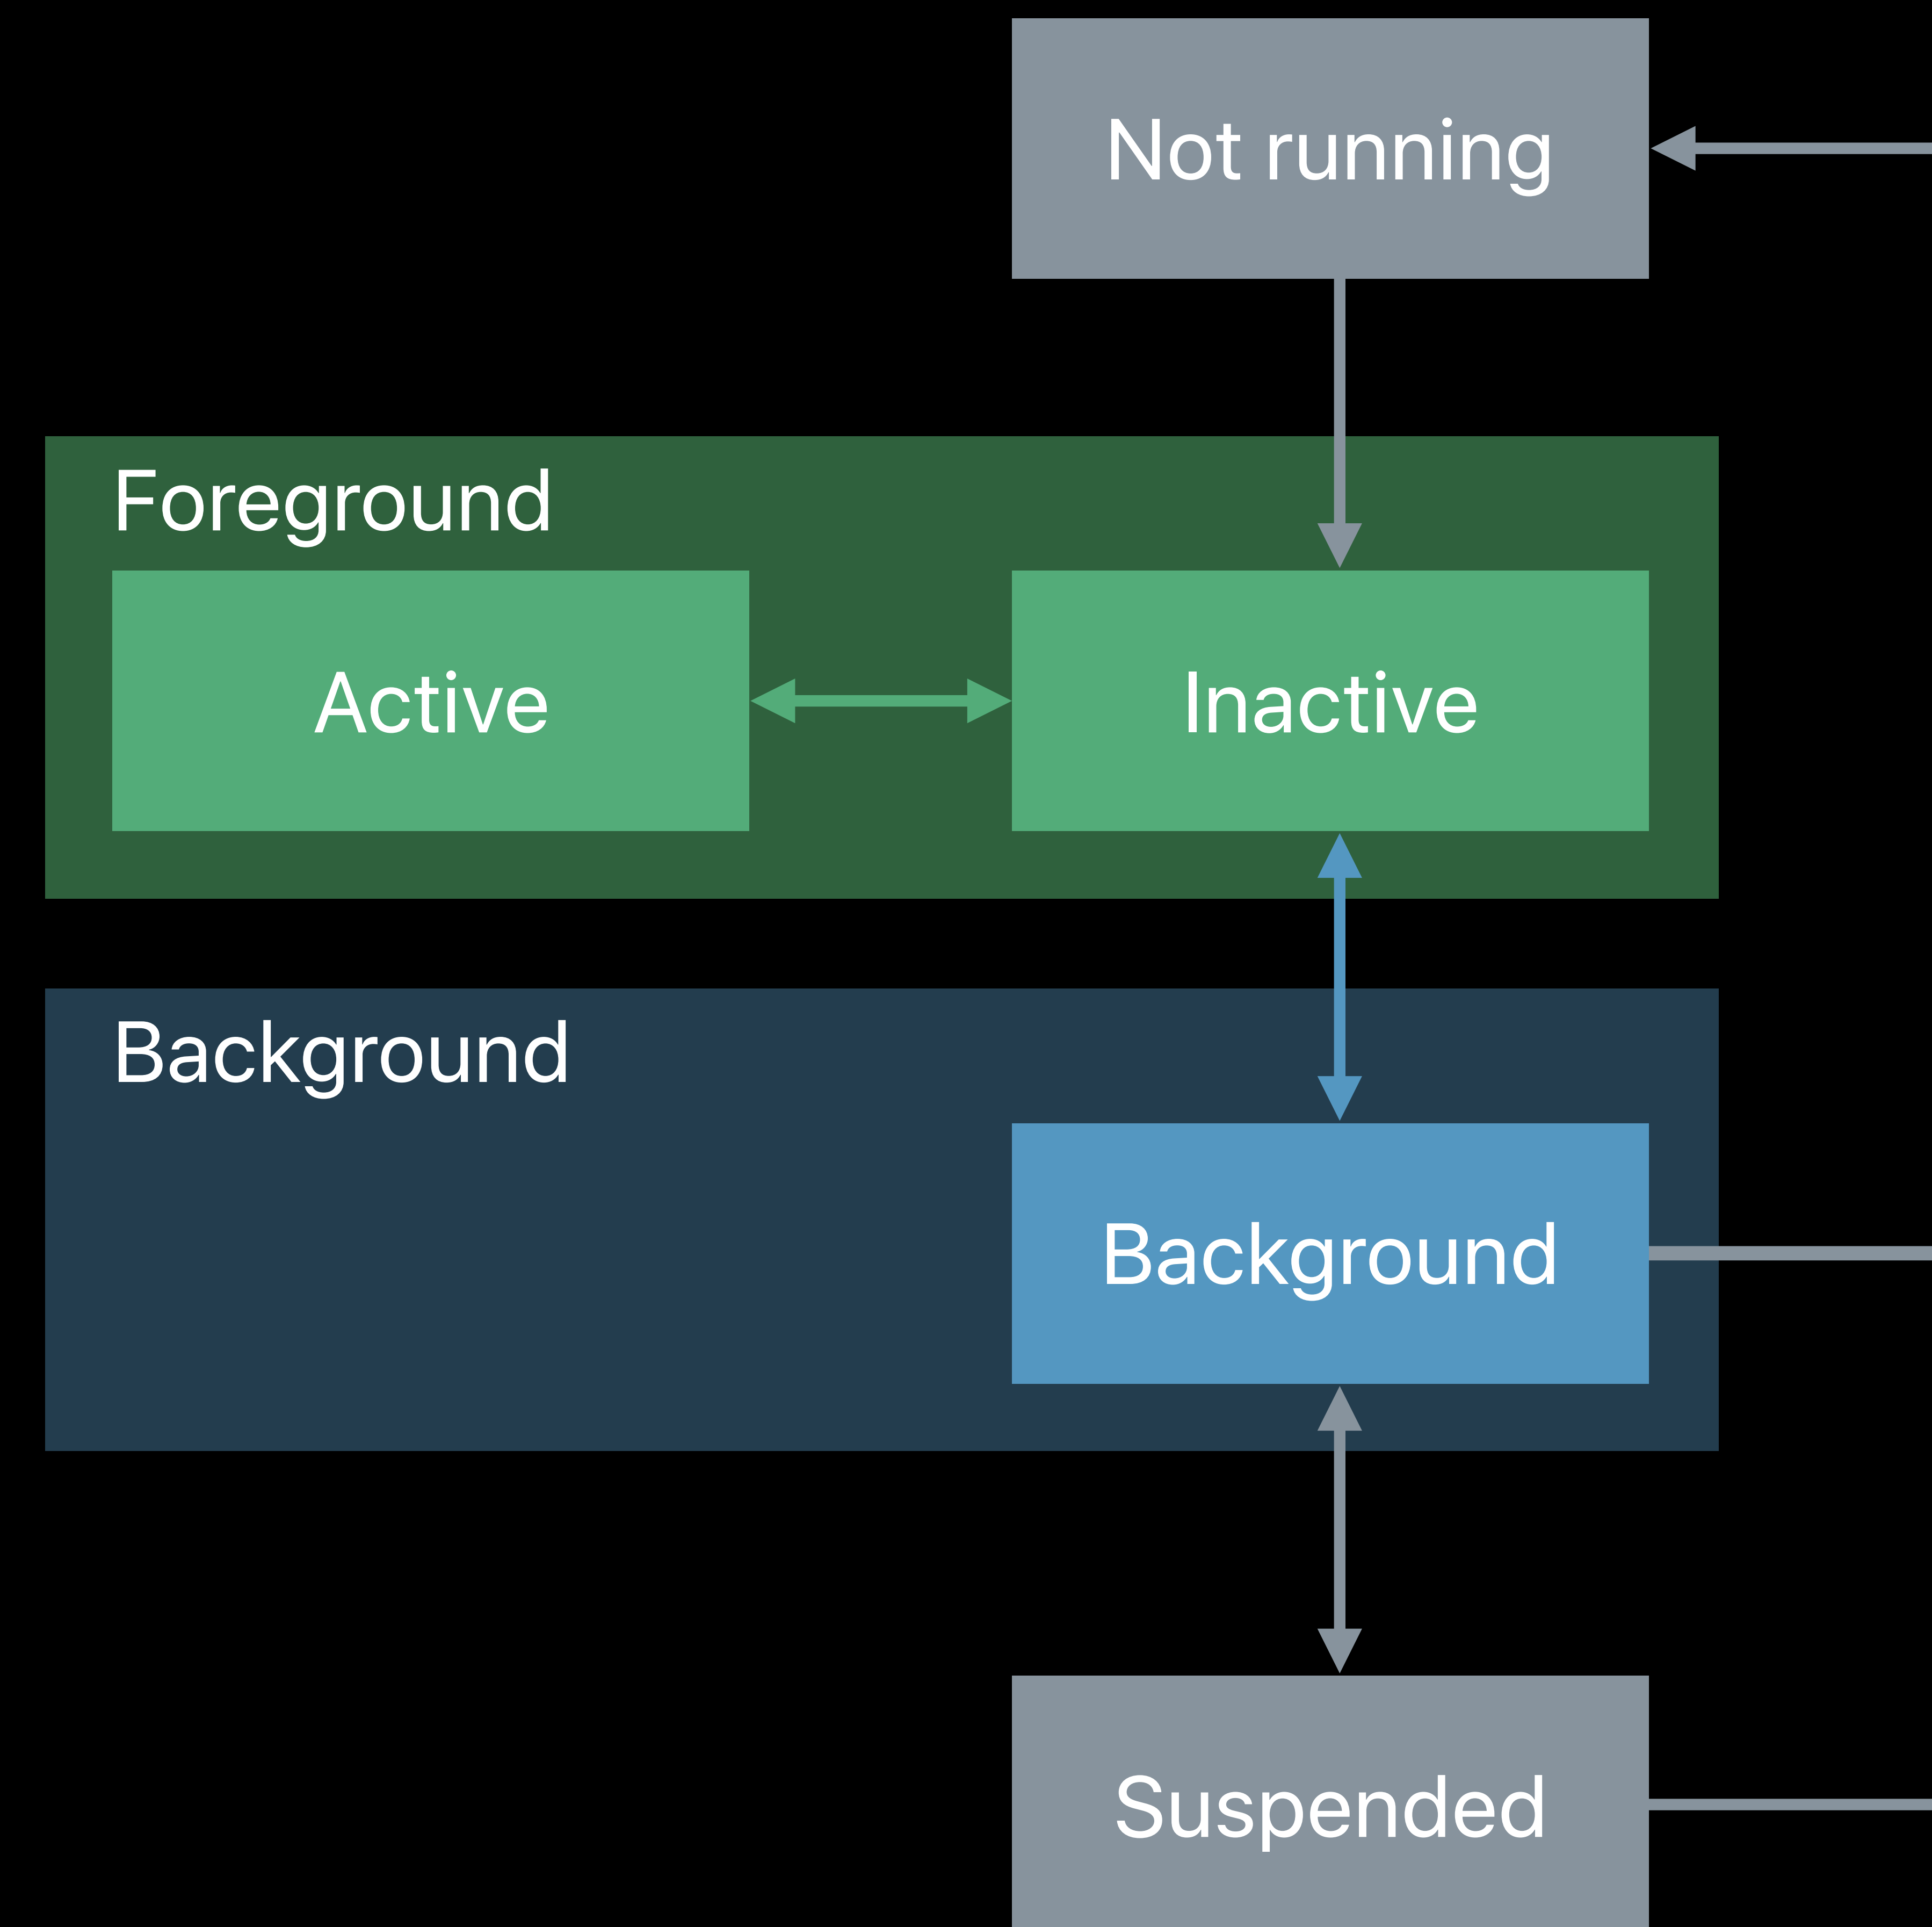 Not running
Foreground
Active
Inactive
Background
Background
Suspended